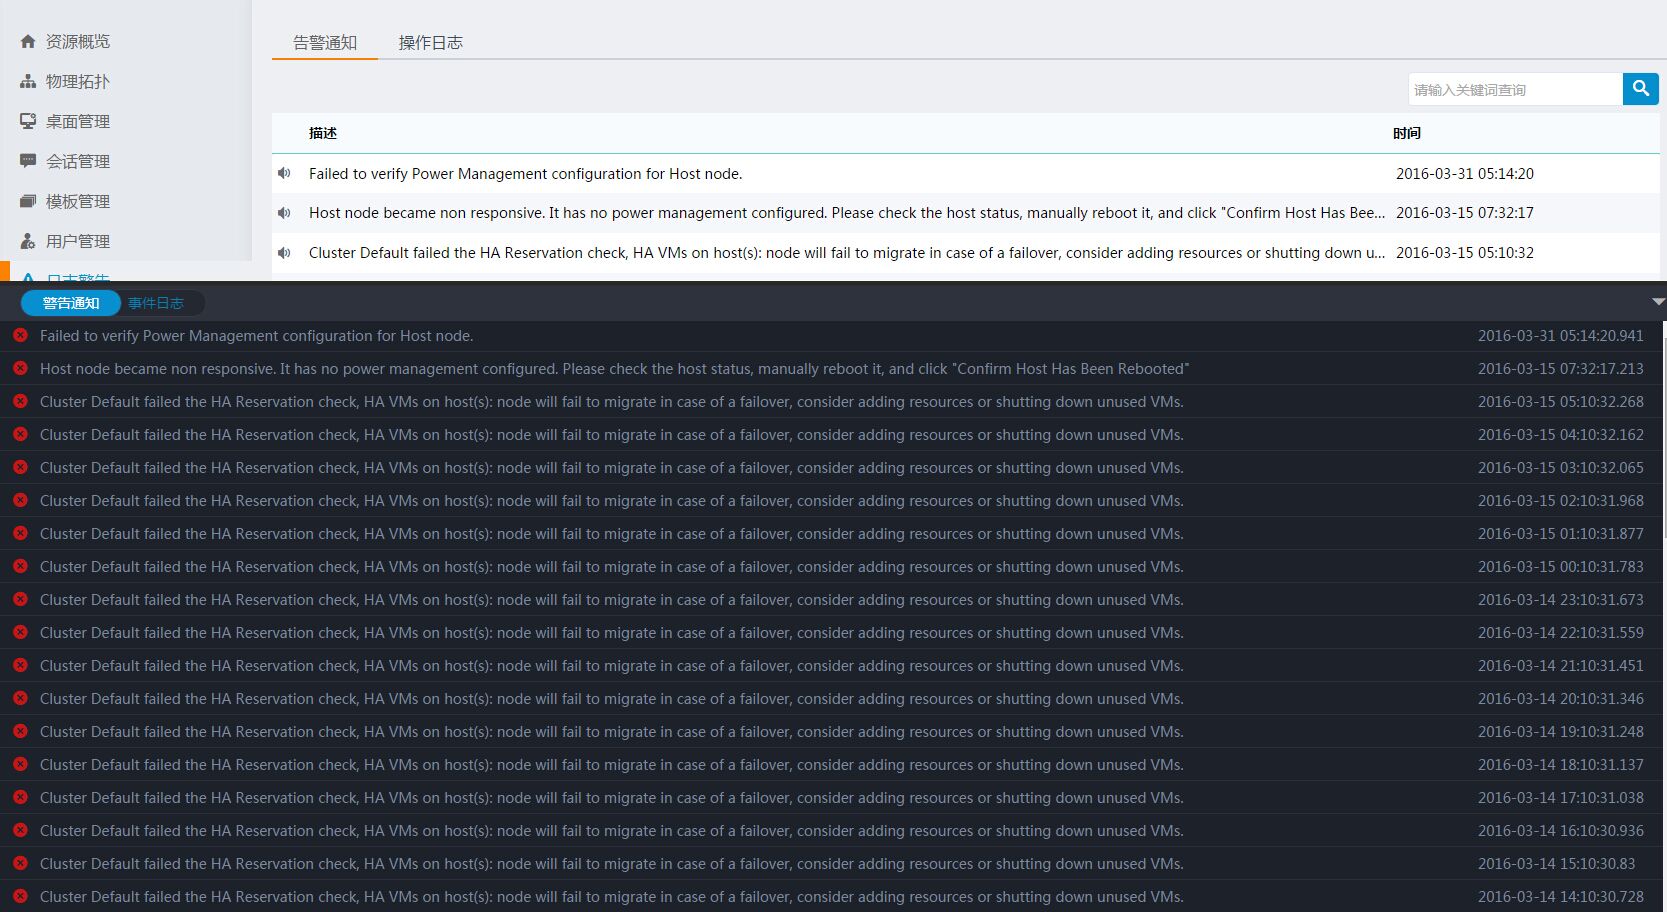 资源概览
物理拓扑
桌面管理
会话管理
模板管理
用户管理
日志警告
告警通知 操作日志
请输入关键词查询
描述 时间
Failed to verify Power Management configuration for Host node. 2016-03-31 05:14:20
Host node became non responsive. It has no power management configured. Please check the host status, manually reboot it, and click "Confirm Host Has Bee... 2016-03-15 07:32:17
Cluster Default failed the HA Reservation check, HA VMs on host(s): node will fail to migrate in case of a failover, consider adding resources or shutting down u... 2016-03-15 05:10:32
警告通知 事件日志
Failed to verify Power Management configuration for Host node. 2016-03-31 05:14:20.941
Host node became non responsive. It has no power management configured. Please check the host status, manually reboot it, and click "Confirm Host Has Been Rebooted" 2016-03-15 07:32:17.213
Cluster Default failed the HA Reservation check, HA VMs on host(s): node will fail to migrate in case of a failover, consider adding resources or shutting down unused VMs. 2016-03-15 05:10:32.268
Cluster Default failed the HA Reservation check, HA VMs on host(s): node will fail to migrate in case of a failover, consider adding resources or shutting down unused VMs. 2016-03-15 04:10:32.162
Cluster Default failed the HA Reservation check, HA VMs on host(s): node will fail to migrate in case of a failover, consider adding resources or shutting down unused VMs. 2016-03-15 03:10:32.065
Cluster Default failed the HA Reservation check, HA VMs on host(s): node will fail to migrate in case of a failover, consider adding resources or shutting down unused VMs. 2016-03-15 02:10:31.968
Cluster Default failed the HA Reservation check, HA VMs on host(s): node will fail to migrate in case of a failover, consider adding resources or shutting down unused VMs. 2016-03-15 01:10:31.877
Cluster Default failed the HA Reservation check, HA VMs on host(s): node will fail to migrate in case of a failover, consider adding resources or shutting down unused VMs. 2016-03-15 00:10:31.783
Cluster Default failed the HA Reservation check, HA VMs on host(s): node will fail to migrate in case of a failover, consider adding resources or shutting down unused VMs. 2016-03-14 23:10:31.673
Cluster Default failed the HA Reservation check, HA VMs on host(s): node will fail to migrate in case of a failover, consider adding resources or shutting down unused VMs. 2016-03-14 22:10:31.559
Cluster Default failed the HA Reservation check, HA VMs on host(s): node will fail to migrate in case of a failover, consider adding resources or shutting down unused VMs. 2016-03-14 21:10:31.451
Cluster Default failed the HA Reservation check, HA VMs on host(s): node will fail to migrate in case of a failover, consider adding resources or shutting down unused VMs. 2016-03-14 20:10:31.346
Cluster Default failed the HA Reservation check, HA VMs on host(s): node will fail to migrate in case of a failover, consider adding resources or shutting down unused VMs. 2016-03-14 19:10:31.248
Cluster Default failed the HA Reservation check, HA VMs on host(s): node will fail to migrate in case of a failover, consider adding resources or shutting down unused VMs. 2016-03-14 18:10:31.137
Cluster Default failed the HA Reservation check, HA VMs on host(s): node will fail to migrate in case of a failover, consider adding resources or shutting down unused VMs. 2016-03-14 17:10:31.038
Cluster Default failed the HA Reservation check, HA VMs on host(s): node will fail to migrate in case of a failover, consider adding resources or shutting down unused VMs. 2016-03-14 16:10:30.936
Cluster Default failed the HA Reservation check, HA VMs on host(s): node will fail to migrate in case of a failover, consider adding resources or shutting down unused VMs. 2016-03-14 15:10:30.83
Cluster Default failed the HA Reservation check, HA VMs on host(s): node will fail to migrate in case of a failover, consider adding resources or shutting down unused VMs. 2016-03-14 14:10:30.728